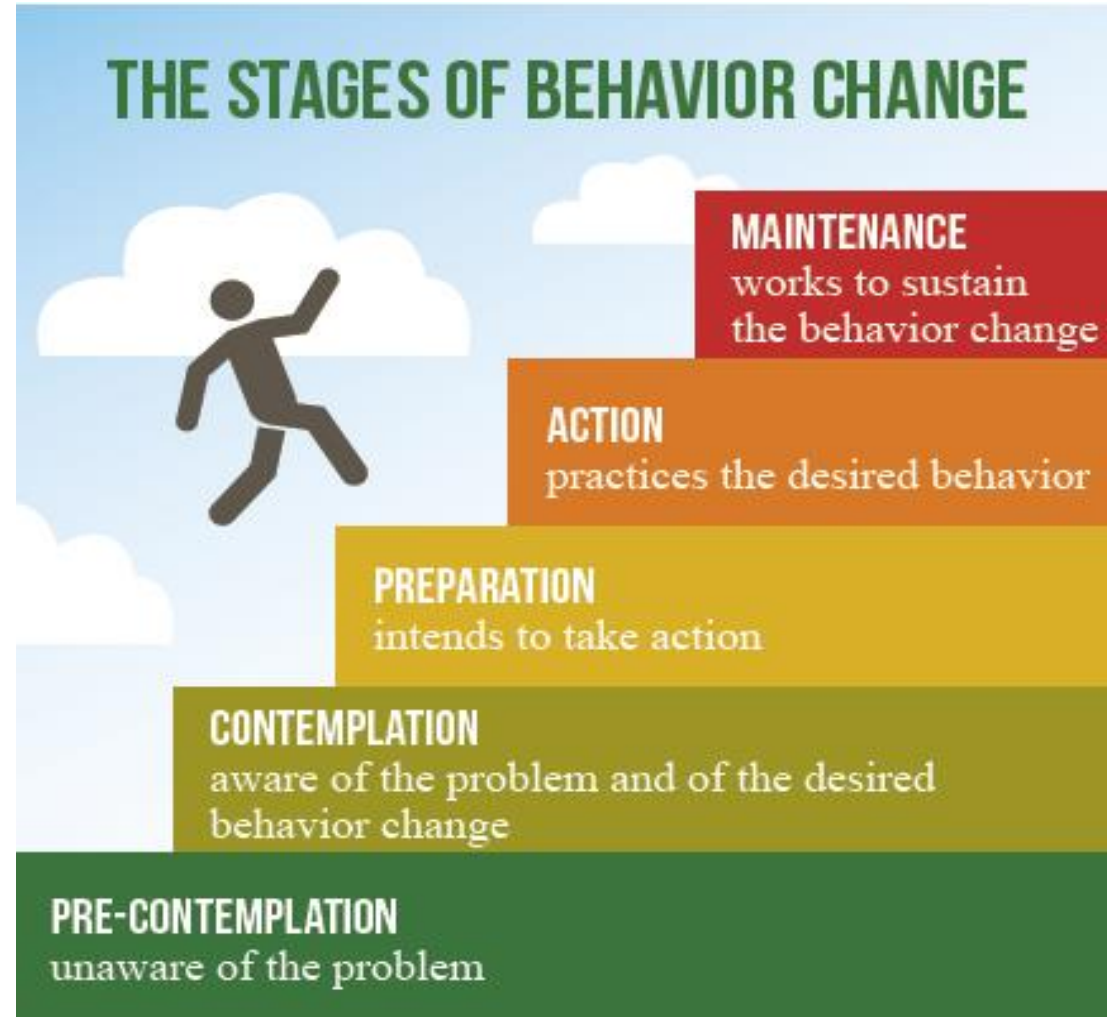 THE STAGES OF BEHAVIOR CHANGE
MAINTENANCE
works to sustain
the behavior change
ACTION
practices the desired behavior
PREPARATION
intends to take action
CONTEMPLATION
aware of the problem and of the desired
behavior change
PRE-CONTEMPLATION
unaware of the problem